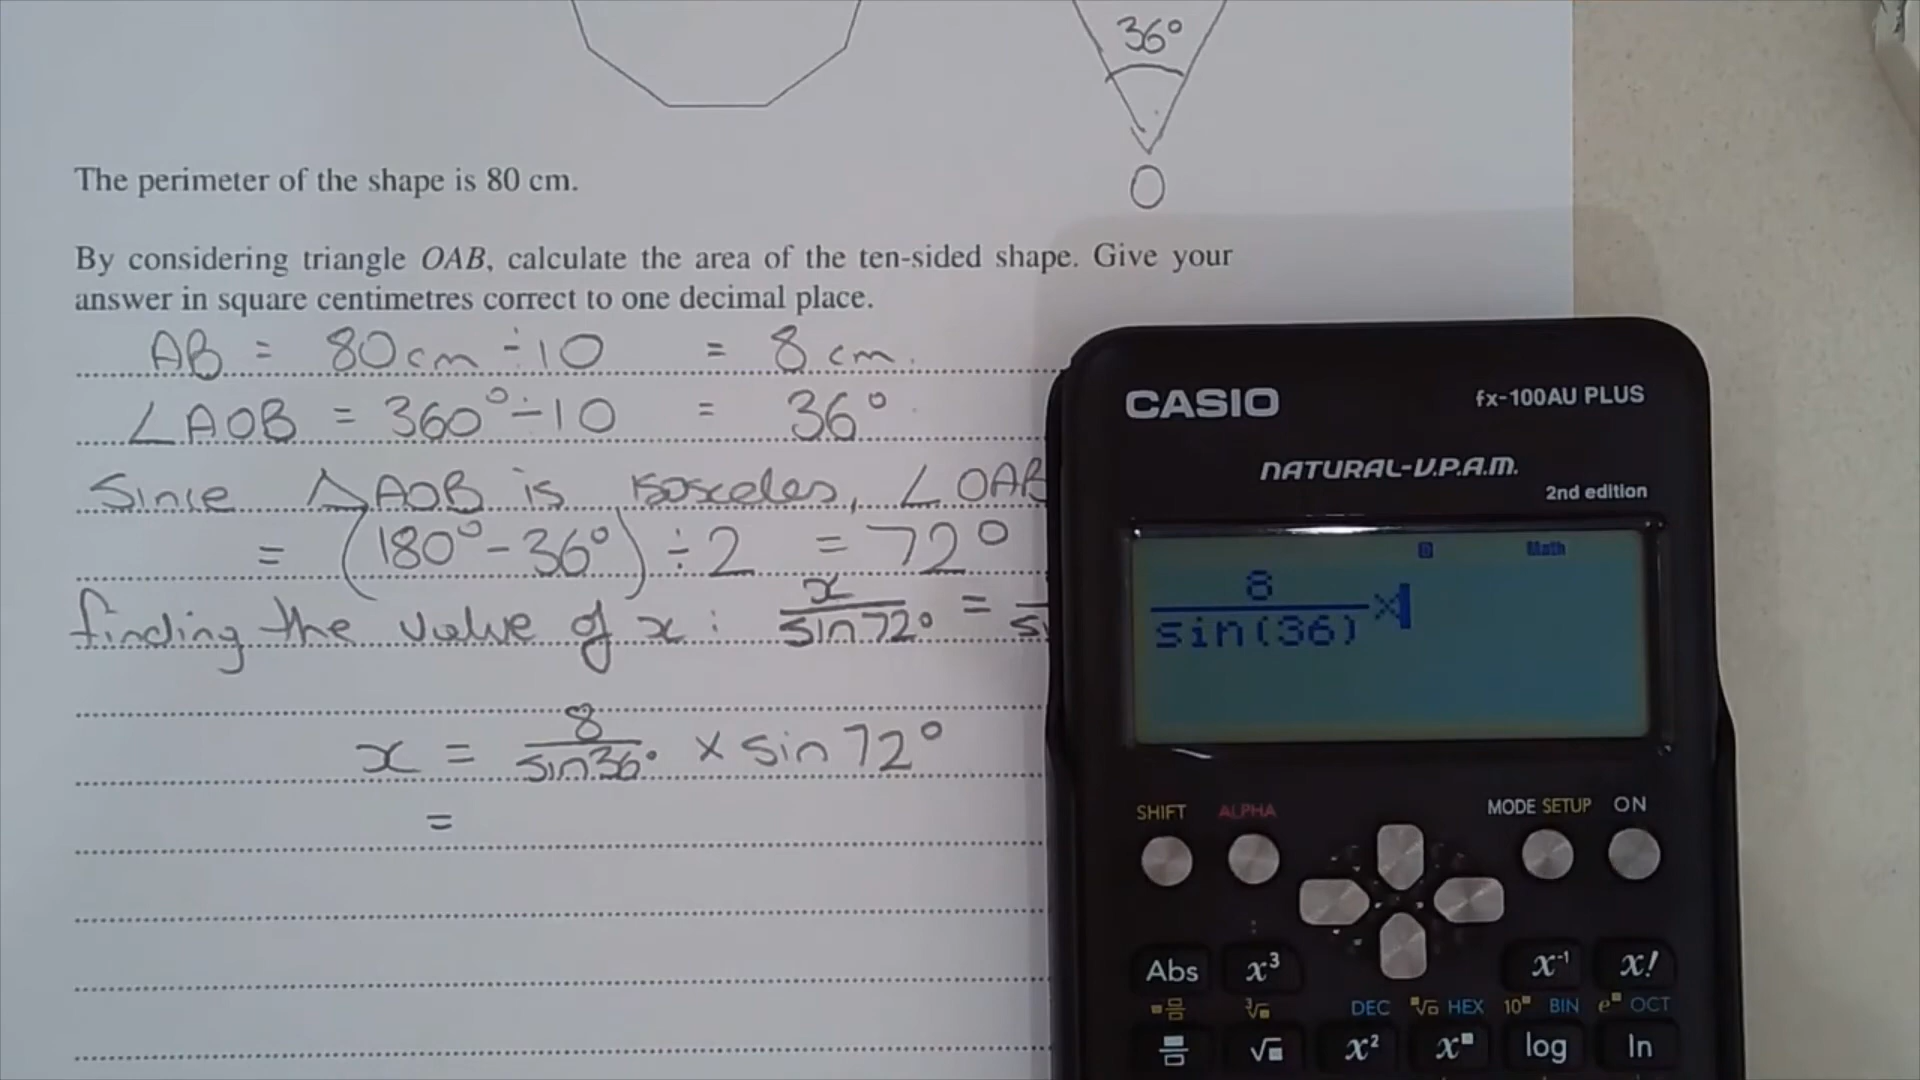 36°
O
The perimeter of the shape is 80 cm.
By considering triangle OAB, calculate the area of the ten-sided shape. Give your
answer in square centimetres correct to one decimal place.
AB = 80cm ÷ 10 = 8 cm.
∠AOB = 360° ÷ 10 = 36°
Since △AOB is isosceles, ∠OAB
= (180° - 36°) ÷ 2 = 72°
finding the value of x: x/sin72° =
x = 8/sin36° × sin 72°
=
CASIO fx-100AU PLUS
NATURAL-V.P.A.M.
2nd edition
D Math
8/sin(36) ×
SHIFT ALPHA MODE SETUP ON
Abs x³ x⁻¹ x!
³√■ DEC ■√ HEX 10■ BIN e■ OCT
√■ x² x■ log ln